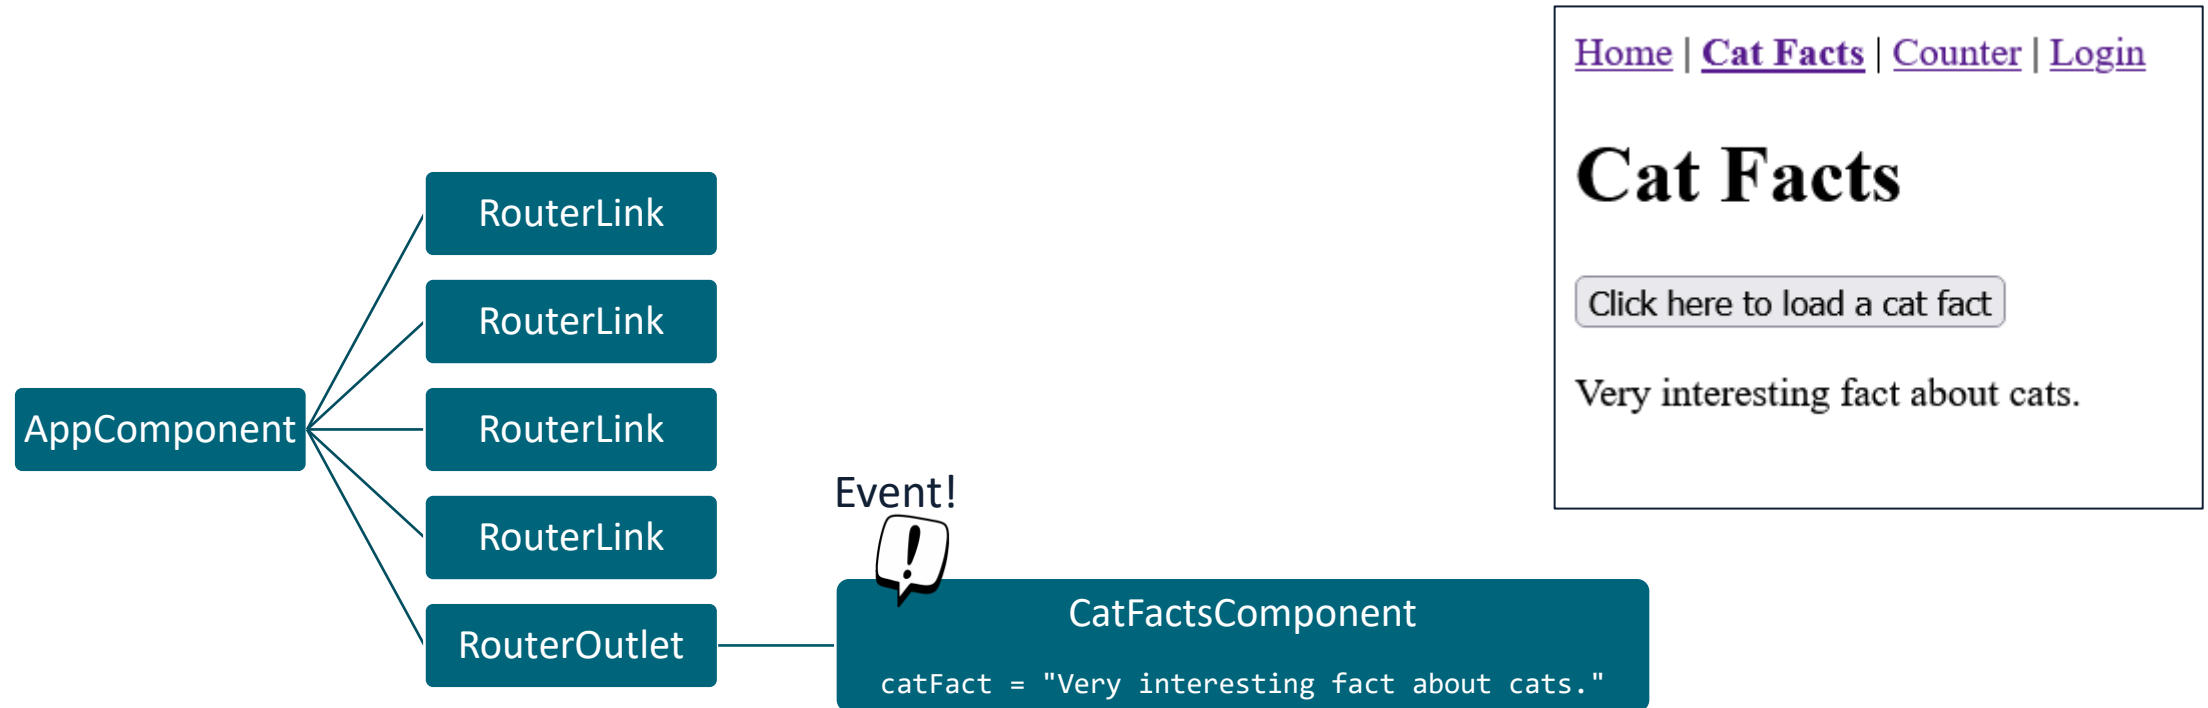 Home | Cat Facts | Counter | Login
Cat Facts
Click here to load a cat fact
Very interesting fact about cats.
AppComponent
RouterLink
RouterLink
RouterLink
RouterLink
RouterOutlet
Event!
!
CatFactsComponent
catFact = "Very interesting fact about cats."